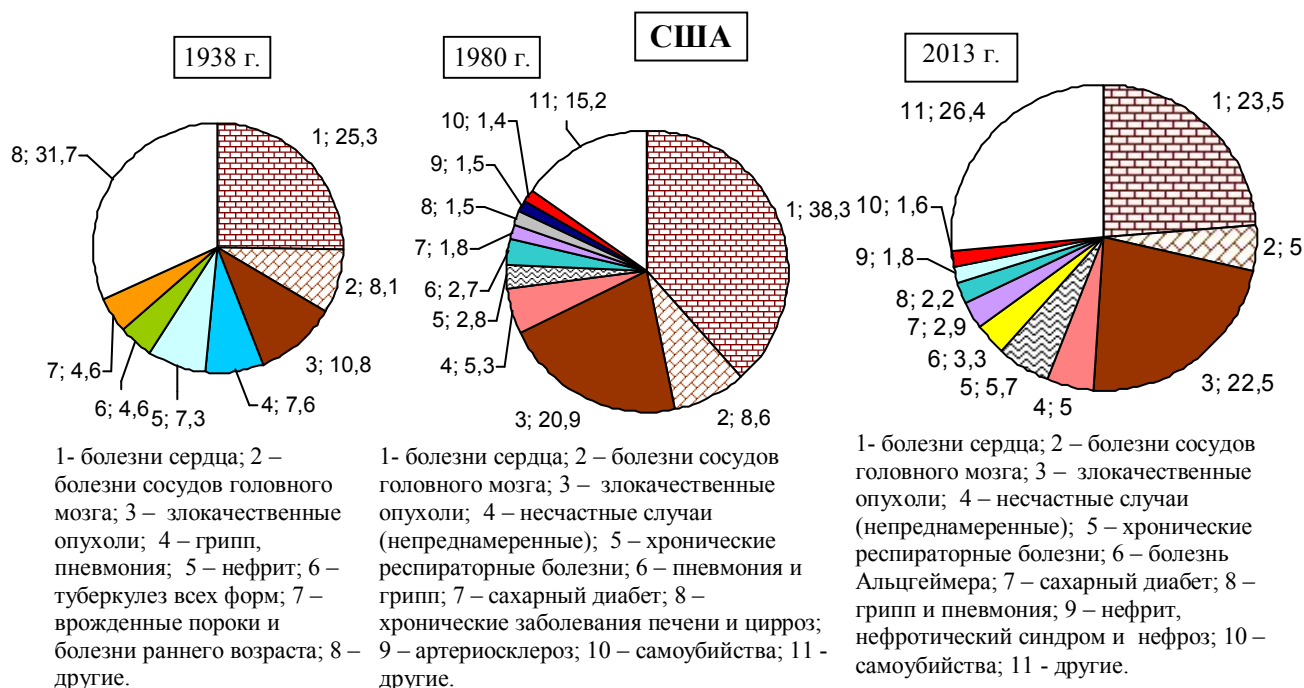 США
1938 г.
1; 25,3
2; 8,1
3; 10,8
4; 7,6
5; 7,3
6; 4,6
7; 4,6
8; 31,7
1- болезни сердца; 2 –
болезни сосудов головного
мозга; 3 – злокачественные
опухоли; 4 – грипп,
пневмония; 5 – нефрит; 6 –
туберкулез всех форм; 7 –
врожденные пороки и
болезни раннего возраста; 8 –
другие.
1980 г.
1; 38,3
2; 8,6
3; 20,9
4; 5,3
5; 2,8
6; 2,7
7; 1,8
8; 1,5
9; 1,5
10; 1,4
11; 15,2
1- болезни сердца; 2 – болезни сосудов
головного мозга; 3 – злокачественные
опухоли; 4 – несчастные случаи
(непреднамеренные); 5 – хронические
респираторные болезни; 6 – пневмония и
грипп; 7 – сахарный диабет; 8 –
хронические заболевания печени и цирроз;
9 – артериосклероз; 10 – самоубийства; 11 -
другие.
2013 г.
1; 23,5
2; 5
3; 22,5
4; 5
5; 5,7
6; 3,3
7; 2,9
8; 2,2
9; 1,8
10; 1,6
11; 26,4
1- болезни сердца; 2 – болезни сосудов
головного мозга; 3 – злокачественные
опухоли; 4 – несчастные случаи
(непреднамеренные); 5 – хронические
респираторные болезни; 6 – болезнь
Альцгеймера; 7 – сахарный диабет; 8 –
грипп и пневмония; 9 – нефрит,
нефротический синдром и нефроз; 10 –
самоубийства; 11 - другие.